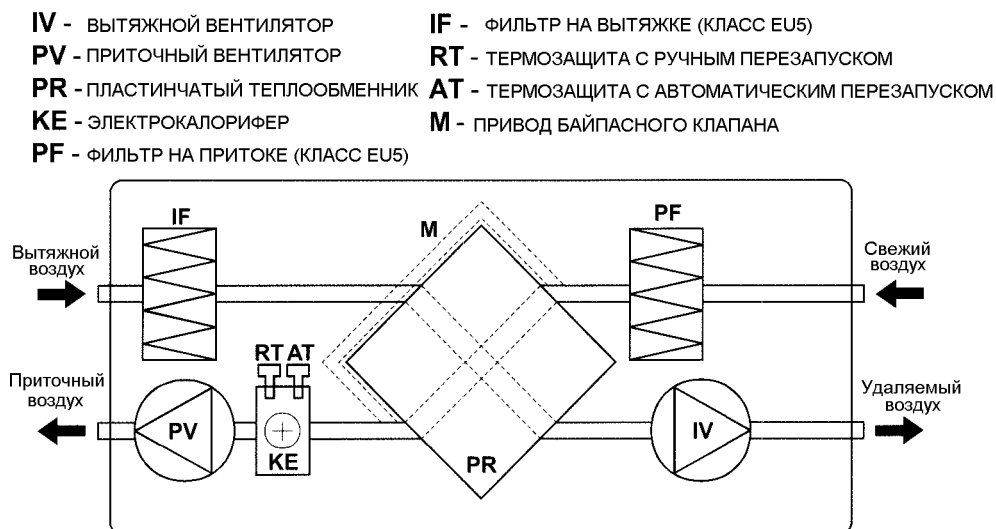 IV - ВЫТЯЖНОЙ ВЕНТИЛЯТОР
PV - ПРИТОЧНЫЙ ВЕНТИЛЯТОР
PR - ПЛАСТИНЧАТЫЙ ТЕПЛООБМЕННИК
KE - ЭЛЕКТРОКАЛОРИФЕР
PF - ФИЛЬТР НА ПРИТОКЕ (КЛАСС EU5)
IF - ФИЛЬТР НА ВЫТЯЖКЕ (КЛАСС EU5)
RT - ТЕРМОЗАЩИТА С РУЧНЫМ ПЕРЕЗАПУСКОМ
AT - ТЕРМОЗАЩИТА С АВТОМАТИЧЕСКИМ ПЕРЕЗАПУСКОМ
M - ПРИВОД БАЙПАСНОГО КЛАПАНА
IF
M
PF
Вытяжной
воздух
Свежий
воздух
RT AT
Приточный
воздух
Удаляемый
воздух
PV
KE
PR
IV